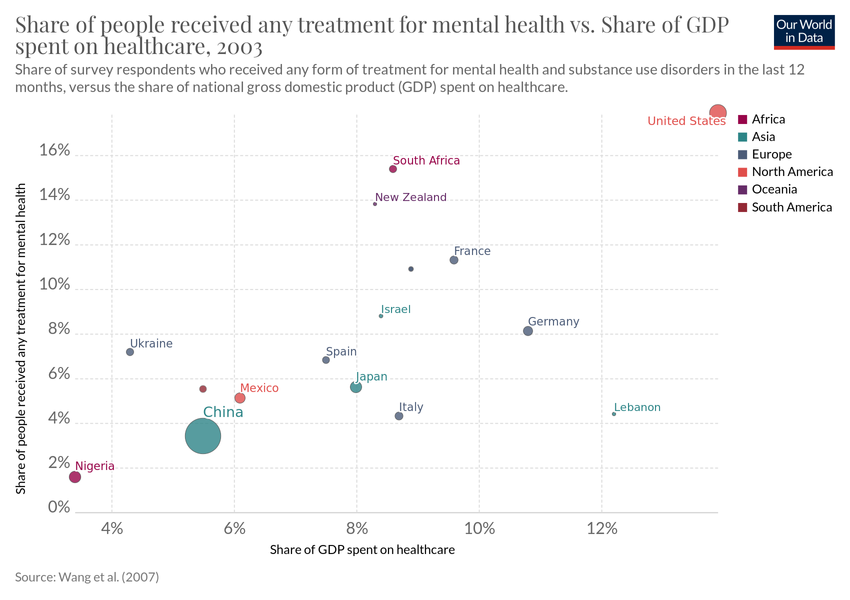 Share of people received any treatment for mental health vs. Share of GDP
spent on healthcare, 2003
Our World
in Data
Share of survey respondents who received any form of treatment for mental health and substance use disorders in the last 12
months, versus the share of national gross domestic product (GDP) spent on healthcare.
United States
Africa
Asia
Europe
North America
Oceania
South America
Share of people received any treatment for mental health
16%
14%
12%
10%
8%
6%
4%
2%
0%
South Africa
New Zealand
France
Israel
Germany
Ukraine
Spain
Japan
Mexico
China
Italy
Lebanon
Nigeria
4%
6%
8%
10%
12%
Share of GDP spent on healthcare
Source: Wang et al. (2007)